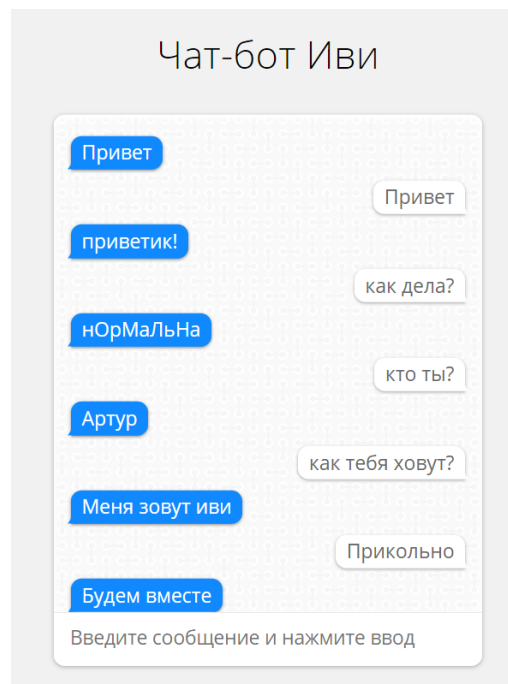 Чат-бот Иви
Привет
Привет
приветик!
как дела?
нОрМаЛьНа
кто ты?
Артур
как тебя ховут?
Меня зовут иви
Прикольно
Будем вместе
Введите сообщение и нажмите ввод